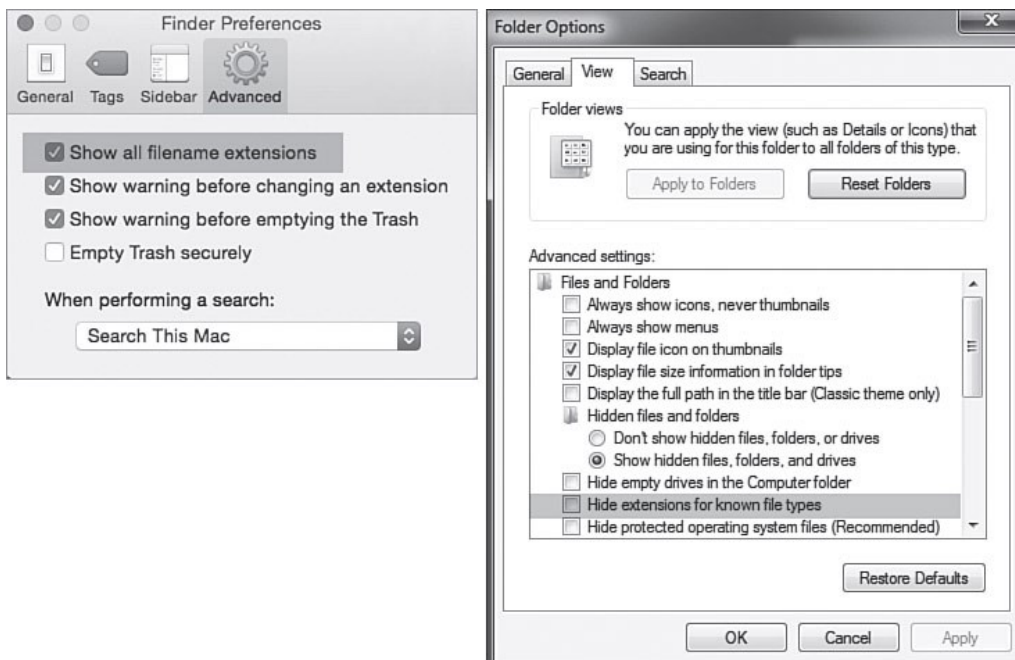 Finder Preferences
General Tags Sidebar Advanced
Show all filename extensions
Show warning before changing an extension
Show warning before emptying the Trash
Empty Trash securely
When performing a search:
Search This Mac
Folder Options
X
General View Search
Folder views
You can apply the view (such as Details or Icons) that
you are using for this folder to all folders of this type.
Apply to Folders Reset Folders
Advanced settings:
Files and Folders
Always show icons, never thumbnails
Always show menus
Display file icon on thumbnails
Display file size information in folder tips
Display the full path in the title bar (Classic theme only)
Hidden files and folders
Don't show hidden files, folders, or drives
Show hidden files, folders, and drives
Hide empty drives in the Computer folder
Hide extensions for known file types
Hide protected operating system files (Recommended)
Restore Defaults
OK Cancel Apply